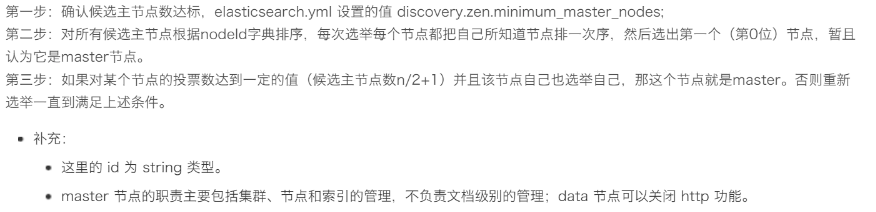 第一步：确认候选主节点数达标，elasticsearch.yml 设置的值 discovery.zen.minimum_master_nodes;
第二步：对所有候选主节点根据nodeId字典排序，每次选举每个节点都把自己所知道节点排一次序，然后选出第一个（第0位）节点，暂且
认为它是master节点。
第三步：如果对某个节点的投票数达到一定的值（候选主节点数n/2+1）并且该节点自己也选举自己，那这个节点就是master。否则重新
选举一直到满足上述条件。
• 补充：
• 这里的 id 为 string 类型。
• master 节点的职责主要包括集群、节点和索引的管理，不负责文档级别的管理；data 节点可以关闭 http 功能。